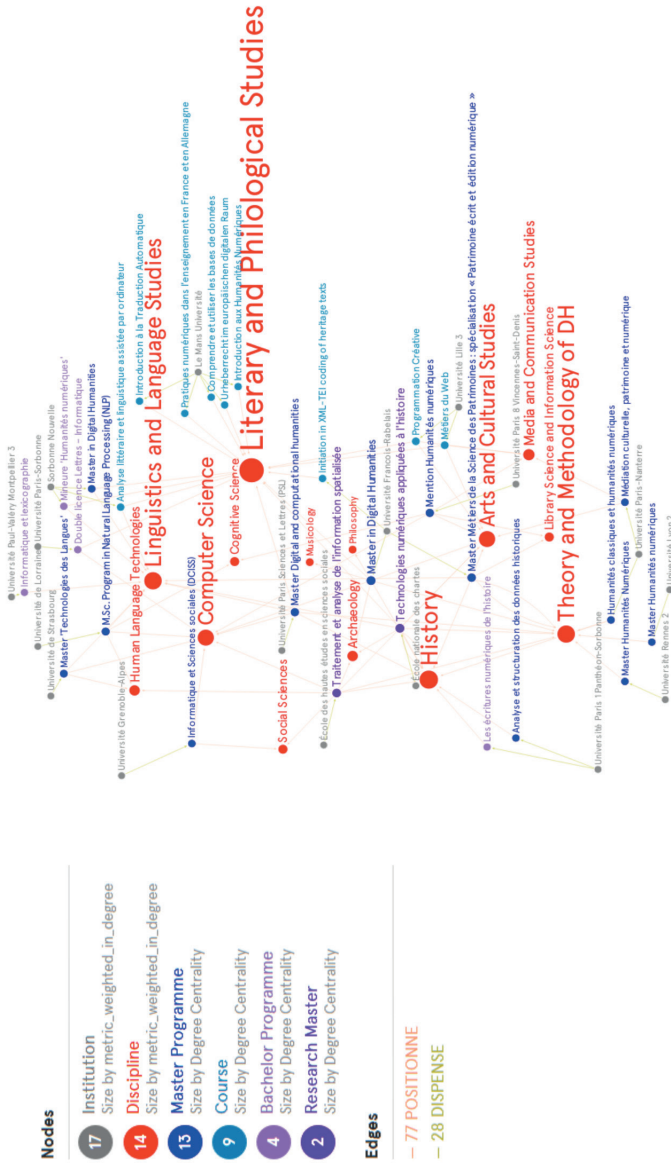 Nodes
17 Institution
Size by metric_weighted_in_degree
14 Discipline
Size by metric_weighted_in_degree
13 Master Programme
Size by Degree Centrality
9 Course
Size by Degree Centrality
4 Bachelor Programme
Size by Degree Centrality
2 Research Master
Size by Degree Centrality
Edges
— 77 POSITIONNE
— 28 DISPENSE
Université Paul-Valéry Montpellier 3
Informatique et lexicographie
Université de Lorraine
Université Paris-Sorbonne
Sorbonne Nouvelle
Université de Strasbourg
Master 'Technologies des Langues'
Mineure 'Humanités numériques'
Double licence Lettres – Informatique
Master in Digital Humanities
M.Sc. Program in Natural Language Processing (NLP)
Université Grenoble-Alpes
Analyse littéraire et linguistique assistée par ordinateur
Human Language Technologies
Introduction à la Traduction Automatique
Linguistics and Language Studies
Pratiques numériques dans l'enseignement en France et en Allemagne
Informatique et Sciences sociales (DCISS)
Le Mans Université
Computer Science
Comprendre et utiliser les bases de données
Urheberrecht im europäischen digitalen Raum
Cognitive Science
Introduction aux Humanités Numériques
Literary and Philological Studies
Social Sciences
Université Paris Sciences et Lettres (PSL)
Master Digital and computational humanities
Musicology
Initiation in XML-TEI coding of heritage texts
École des hautes études en sciences sociales
Traitement et analyse de l'information spatialisée
Archaeology
Philosophy
Master in Digital Humanities
Université Francois-Rabelais
Technologies numériques appliquées à l'histoire
École nationale des chartes
Programmation Créative
Métiers du Web
History
Mention Humanités numériques
Université Lille 3
Master Métiers de la Science des Patrimoines : spécialisation « Patrimoine écrit et édition numérique »
Les écritures numériques de l'histoire
Arts and Cultural Studies
Analyse et structuration des données historiques
Université Paris 8 Vincennes-Saint-Denis
Media and Communication Studies
Library Science and Information Science
Theory and Methodology of DH
Université Paris 1 Panthéon-Sorbonne
Humanités classiques et humanités numériques
Master Humanités Numériques
Médiation culturelle, patrimoine et numérique
Université Paris-Nanterre
Master Humanités numériques
Université Rennes 2
Université Lyon 2